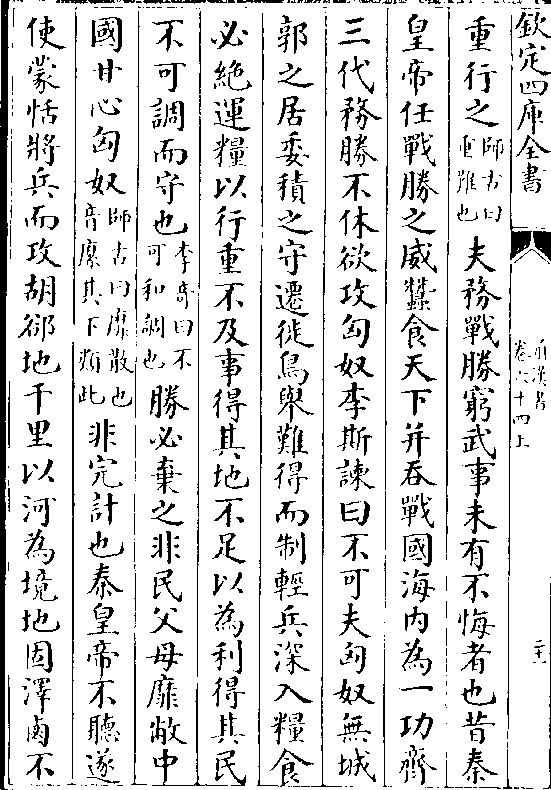 欽定四庫全書
前漢書
卷六十四上
重行之師古曰
重難也夫務戰勝窮武事未有不悔者也昔秦
皇帝任戰勝之威蠶食天下并吞戰國海内為一功齊
三代務勝不休欲攻匈奴李斯諫曰不可夫匈奴無城
郭之居委積之守遷徙鳥舉難得而制輕兵深入糧食
必絶運糧以行重不及事得其地不足以為利得其民
不可調而守也李竒曰不
可和調也勝必棄之非民父母靡敝中
國甘心匈奴師古曰靡散也
音糜其下類此非完計也秦皇帝不聽遂
使蒙恬將兵而攻胡郤地千里以河為境地固澤鹵不